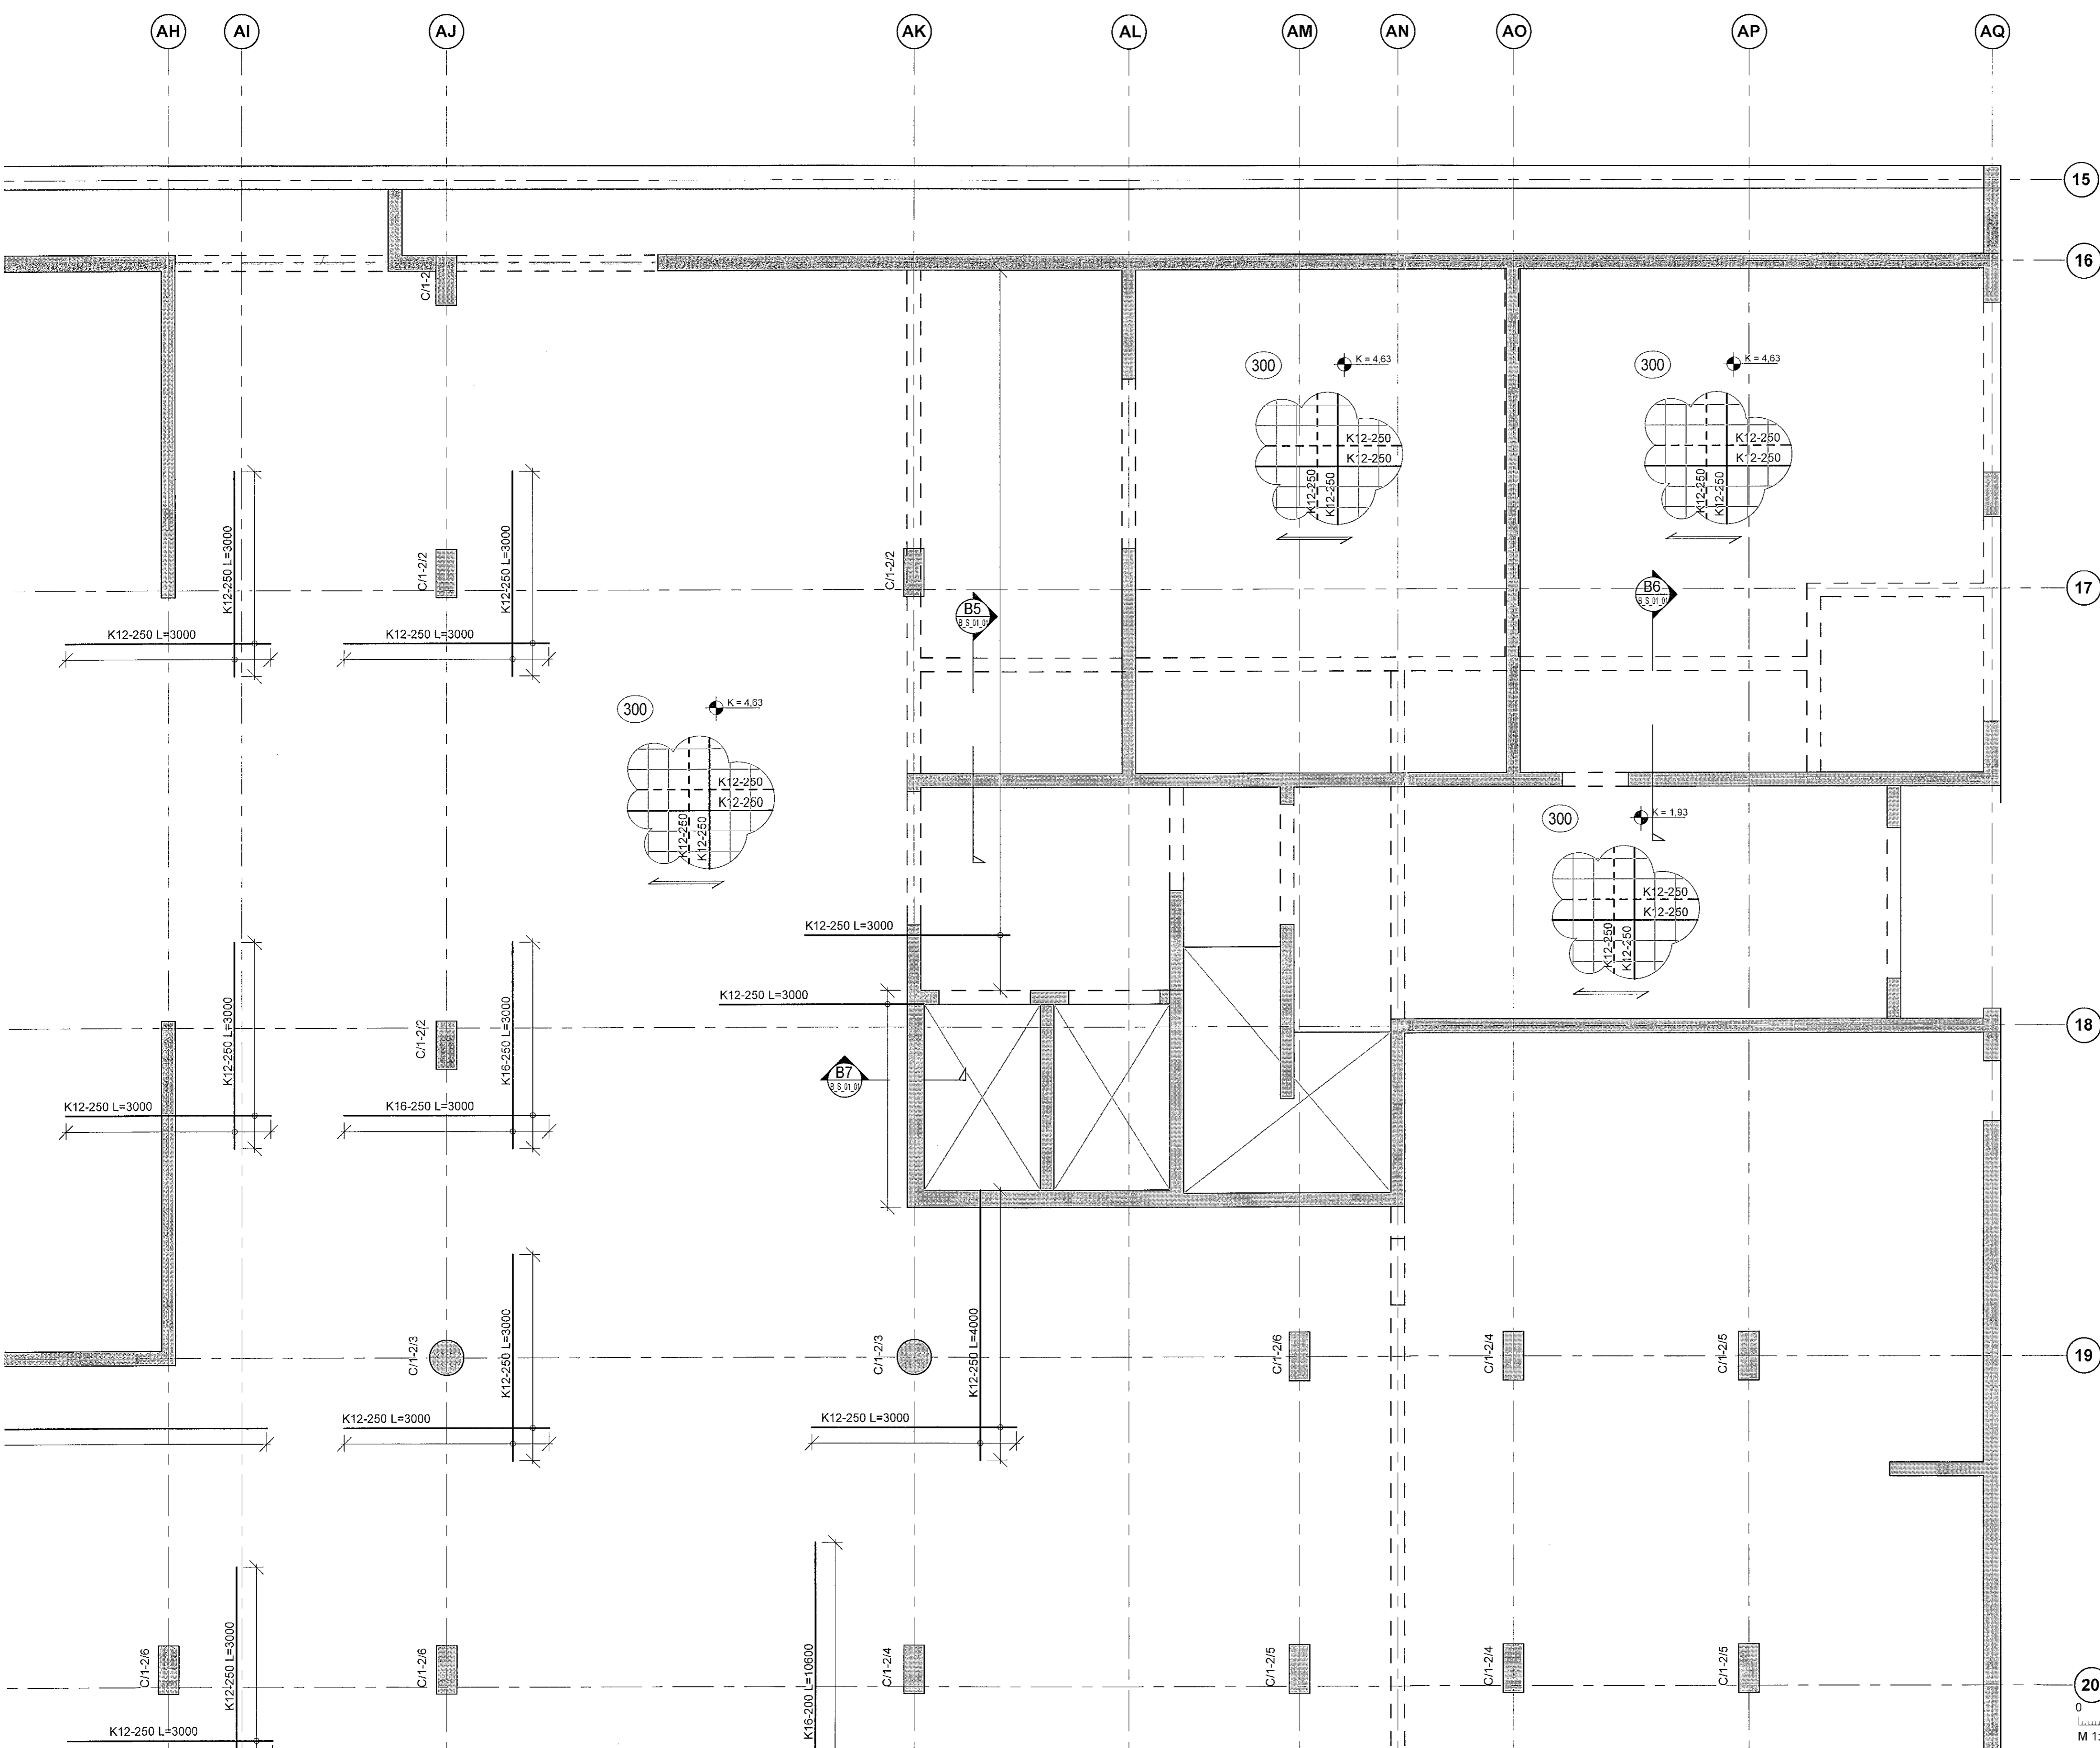 AH AI AJ AK AL AM AN AO AP AQ
15
16
C/1-2
300 K = 4,63
300 K = 4,63
K12-250
K12-250
K12-250
K12-250
K12-250
K12-250
K12-250
K12-250
K12-250 L=3000
C/1-2/2
K12-250 L=3000
C/1-2/2
17
B5
B_S_01_01
B6
B_S_01_01
K12-250 L=3000
K12-250 L=3000
300 K = 4,63
K12-250
K12-250
K12-250
K12-250
300 K = 1,93
K12-250
K12-250
K12-250
K12-250
K12-250 L=3000
K12-250 L=3000
K12-250 L=3000
C/1-2/2
K16-250 L=3000
18
B7
B_S_01_01
K12-250 L=3000
K16-250 L=3000
C/1-2/3
K12-250 L=3000
C/1-2/3
K12-250 L=4000
C/1-2/6
C/1-2/4
C/1-2/5
19
K12-250 L=3000
K12-250 L=3000
C/1-2/6
K12-250 L=3000
C/1-2/6
K16-200 L=10600
C/1-2/4
C/1-2/5
C/1-2/4
C/1-2/5
20
0
K12-250 L=3000
M 1: